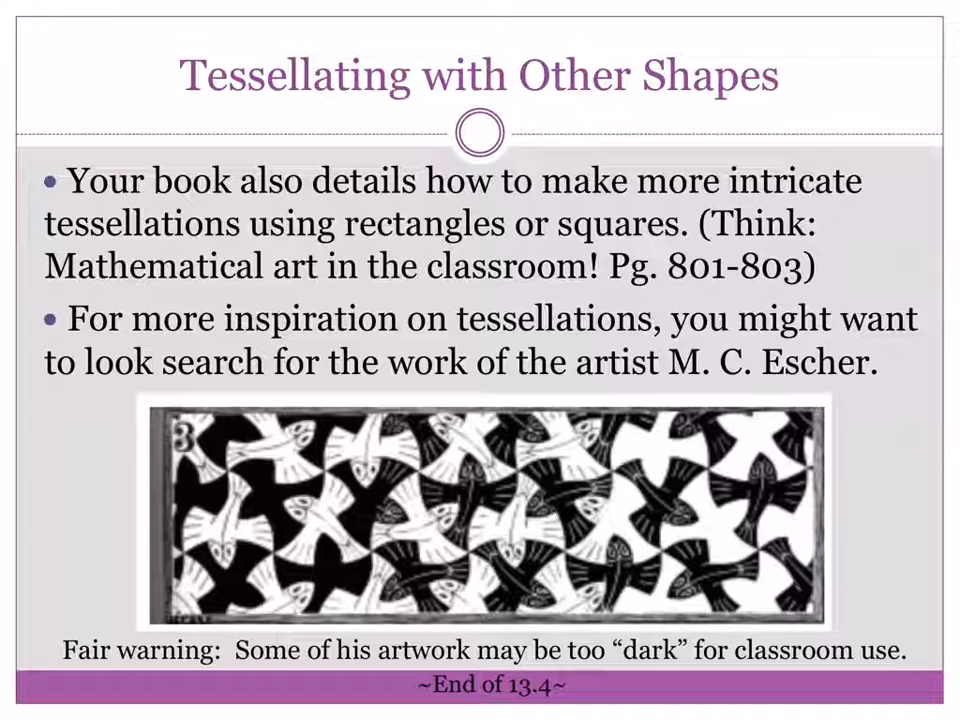 Tessellating with Other Shapes
• Your book also details how to make more intricate
tessellations using rectangles or squares. (Think:
Mathematical art in the classroom! Pg. 801-803)
• For more inspiration on tessellations, you might want
to look search for the work of the artist M. C. Escher.
3
Fair warning: Some of his artwork may be too “dark” for classroom use.
~End of 13.4~